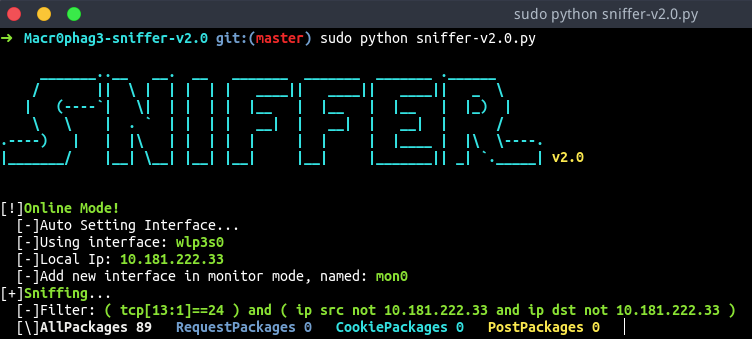 sudo python sniffer-v2.0.py
➜ Macr0phag3-sniffer-v2.0 git:(master) sudo python sniffer-v2.0.py
SNIFFER v2.0
[!]Online Mode!
[-]Auto Setting Interface...
[-]Using interface: wlp3s0
[-]Local Ip: 10.181.222.33
[-]Add new interface in monitor mode, named: mon0
[+]Sniffing...
[-]Filter: ( tcp[13:1]==24 ) and ( ip src not 10.181.222.33 and ip dst not 10.181.222.33 )
[\]AllPackages 89 RequestPackages 0 CookiePackages 0 PostPackages 0